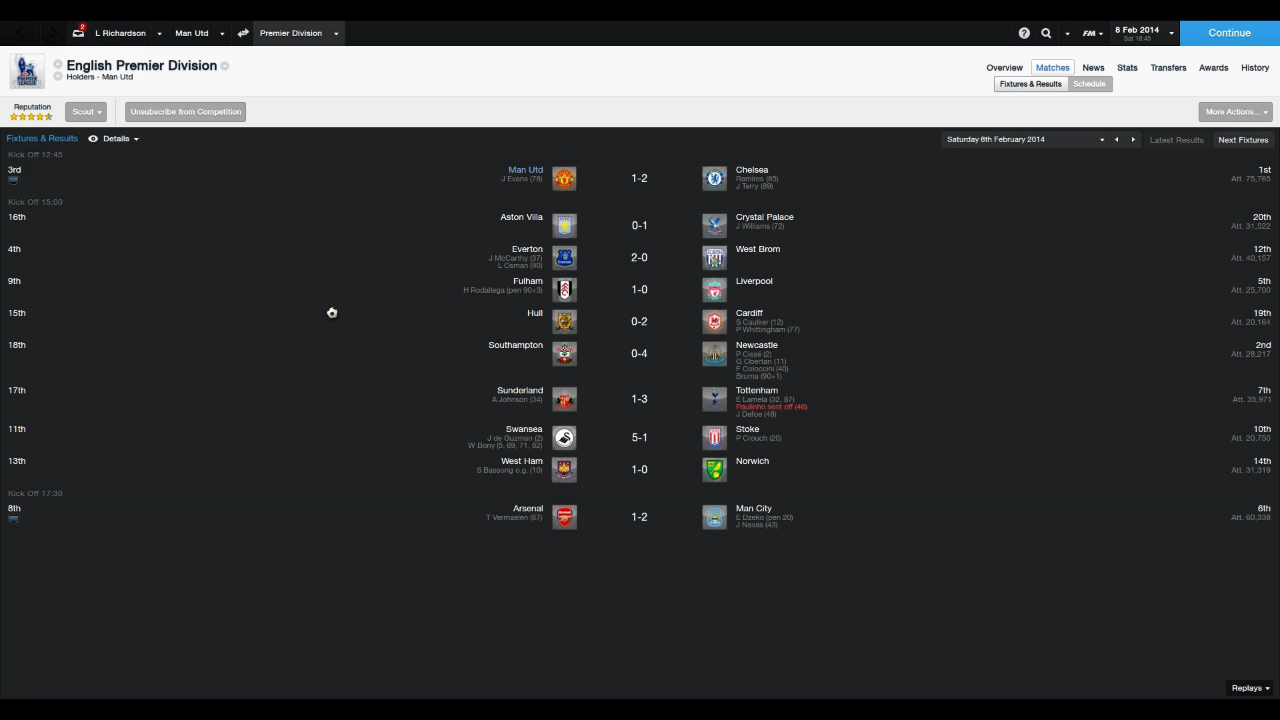 2 L Richardson Man Utd Premier Division ? FM 8 Feb 2014 Continue
Sat 18:45
English Premier Division
Holders - Man Utd
Overview Matches News Stats Transfers Awards History
Fixtures & Results Schedule
Reputation
Scout Unsubscribe from Competition More Actions...
Fixtures & Results Details Saturday 8th February 2014 Latest Results Next Fixtures
Kick Off 12:45
3rd Man Utd 1-2 Chelsea 1st
J Evans (78) Ramires (85) Att. 75,765
J Terry (89)
Kick Off 15:00
16th Aston Villa 0-1 Crystal Palace 20th
J Williams (72) Att. 31,522
4th Everton 2-0 West Brom 12th
J McCarthy (37) Att. 40,157
L Osman (90)
9th Fulham 1-0 Liverpool 5th
H Rodallega (pen 90+3) Att. 25,700
15th Hull 0-2 Cardiff 19th
S Caulker (12) Att. 20,164
P Whittingham (77)
18th Southampton 0-4 Newcastle 2nd
P Cissé (2) Att. 28,217
G Obertan (11)
F Coloccini (40)
Bruma (90+1)
17th Sunderland 1-3 Tottenham 7th
A Johnson (34) E Lamela (32, 87) Att. 35,971
Paulinho sent off (46)
J Defoe (48)
11th Swansea 5-1 Stoke 10th
J de Guzman (2) P Crouch (20) Att. 20,750
W Bony (5, 69, 71, 82)
13th West Ham 1-0 Norwich 14th
S Bassong o.g. (10) Att. 31,319
Kick Off 17:30
8th Arsenal 1-2 Man City 6th
T Vermaelen (67) E Dzeko (pen 20) Att. 60,338
J Navas (43)
Replays